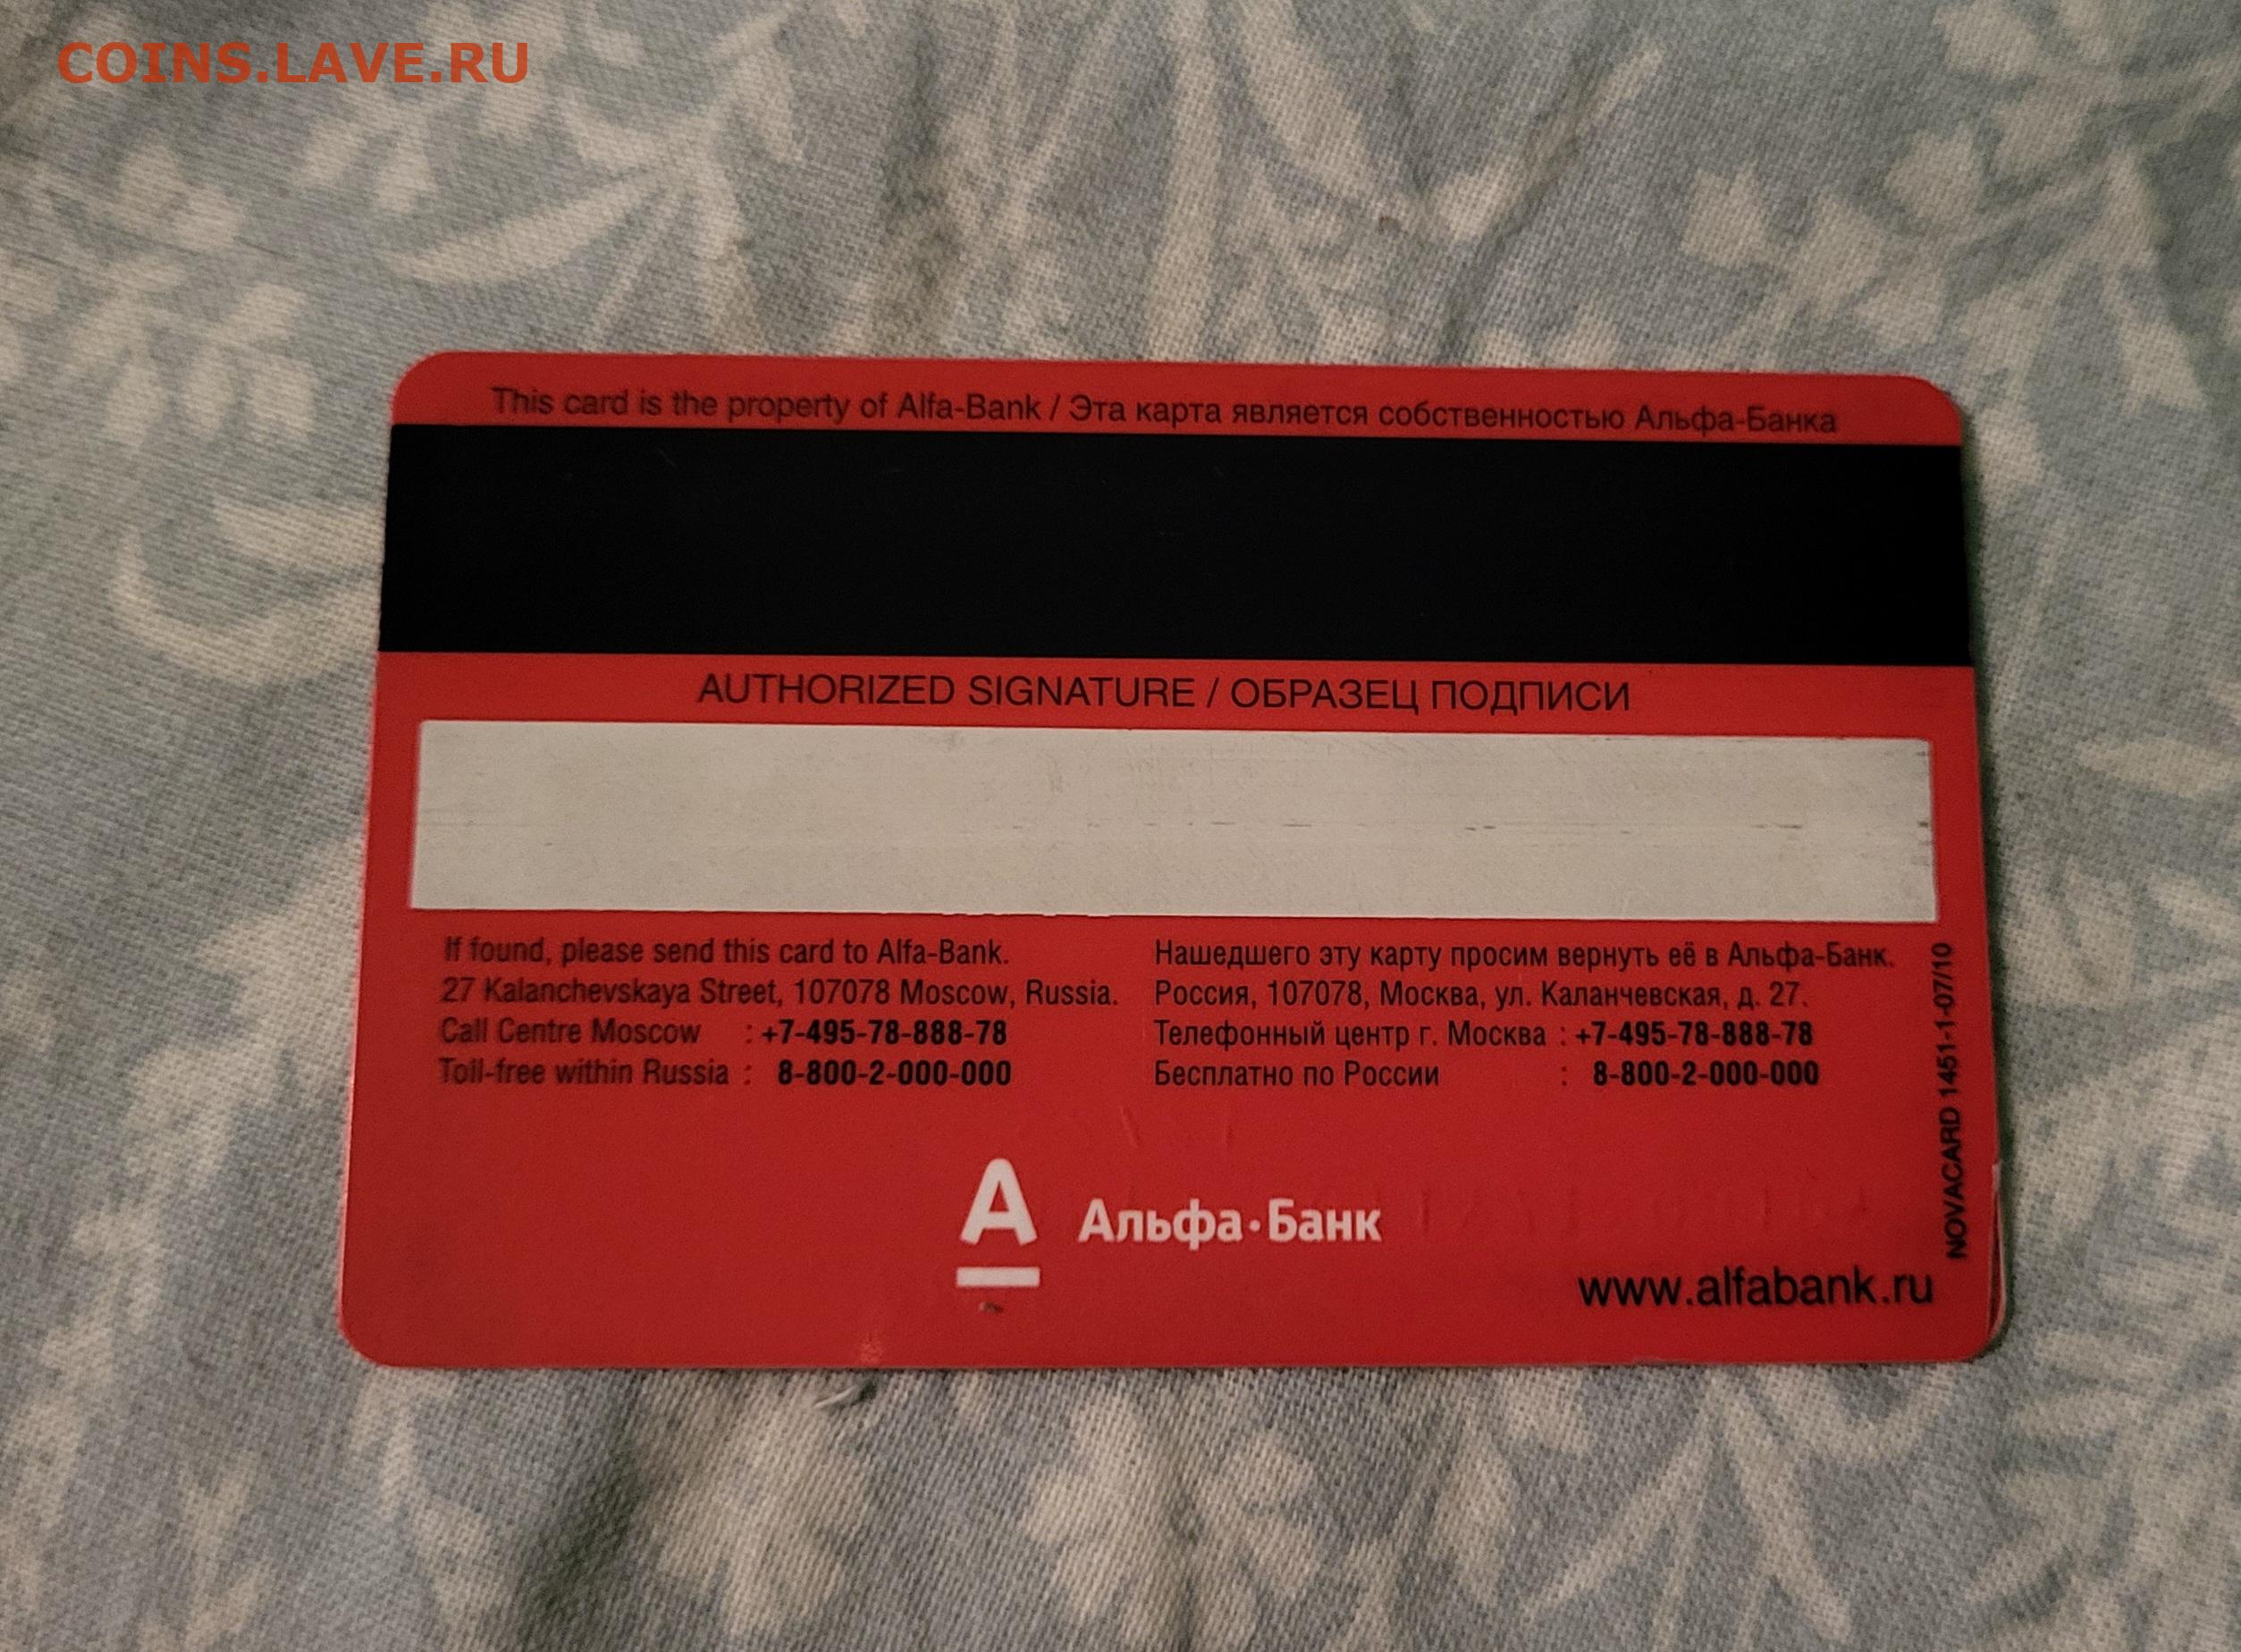 COINS.LAVE.RU
This card is the property of Alfa-Bank / Эта карта является собственностью Альфа-Банка
AUTHORIZED SIGNATURE / ОБРАЗЕЦ ПОДПИСИ
If found, please send this card to Alfa-Bank.
27 Kalanchevskaya Street, 107078 Moscow, Russia.
Call Centre Moscow : +7-495-78-888-78
Toll-free within Russia : 8-800-2-000-000
Нашедшего эту карту просим вернуть её в Альфа-Банк.
Россия, 107078, Москва, ул. Каланчевская, д. 27.
Телефонный центр г. Москва : +7-495-78-888-78
Бесплатно по России : 8-800-2-000-000
NOVACARD 1451-1-07/10
А Альфа·Банк
www.alfabank.ru